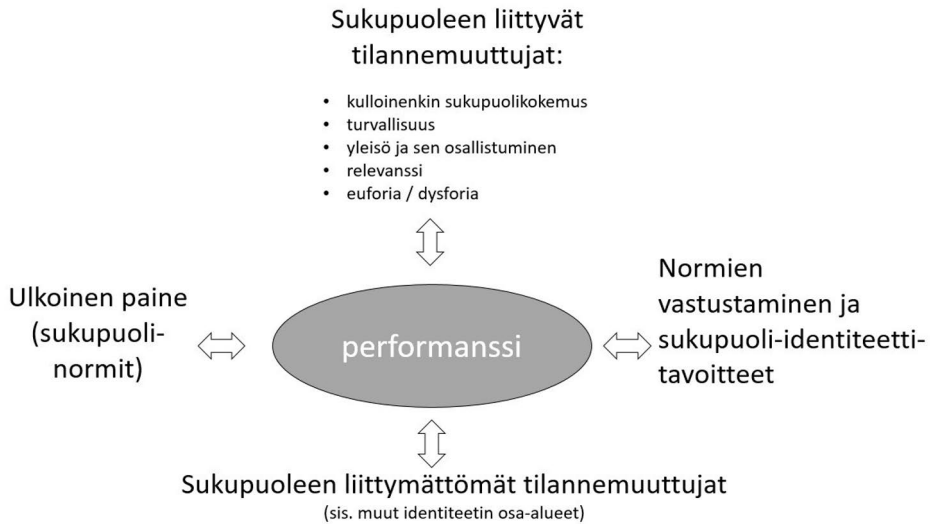 Sukupuoleen liittyvät
tilannemuuttujat:
• kulloinenkin sukupuolikokemus
• turvallisuus
• yleisö ja sen osallistuminen
• relevanssi
• euforia / dysforia
Ulkoinen paine
(sukupuoli-
normit)
performanssi
Normien
vastustaminen ja
sukupuoli-identiteetti-
tavoitteet
Sukupuoleen liittymättömät tilannemuuttujat
(sis. muut identiteetin osa-alueet)